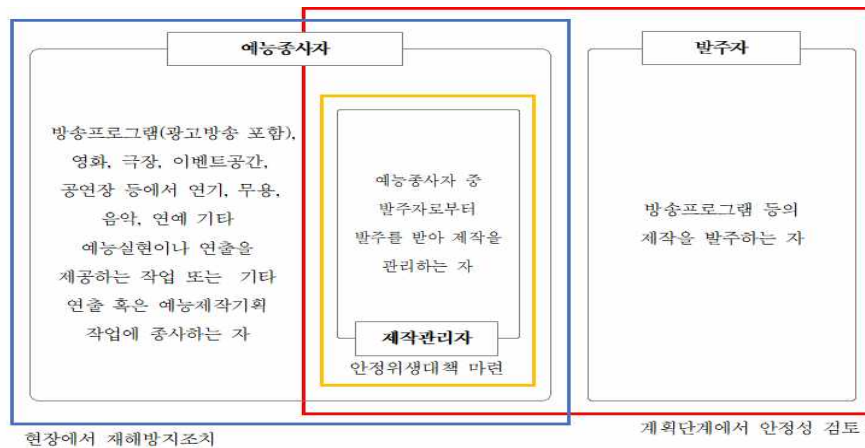 예능종사자
방송프로그램(광고방송 포함),
영화, 극장, 이벤트공간,
공연장 등에서 연기, 무용,
음악, 연예 기타
예능실현이나 연출을
제공하는 작업 또는 기타
연출 혹은 예능제작기획
작업에 종사하는 자
예능종사자 중
발주자로부터
발주를 받아 제작을
관리하는 자
제작관리자
안정위생대책 마련
발주자
방송프로그램 등의
제작을 발주하는 자
현장에서 재해방지조치
계획단계에서 안정성 검토